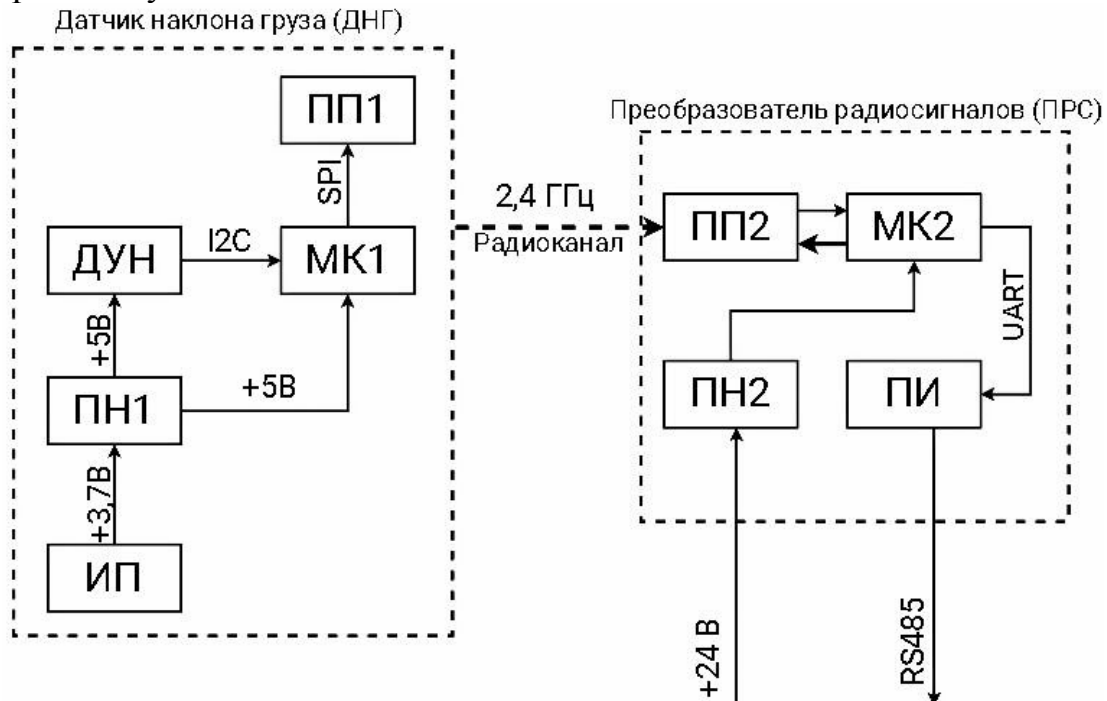 Датчик наклона груза (ДНГ)
ПП1
SPI
ДУН
I2C
МК1
+5В
+5В
ПН1
+3,7В
ИП
2,4 ГГц
Радиоканал
Преобразователь радиосигналов (ПРС)
ПП2
МК2
UART
ПН2
ПИ
+24 В
RS485